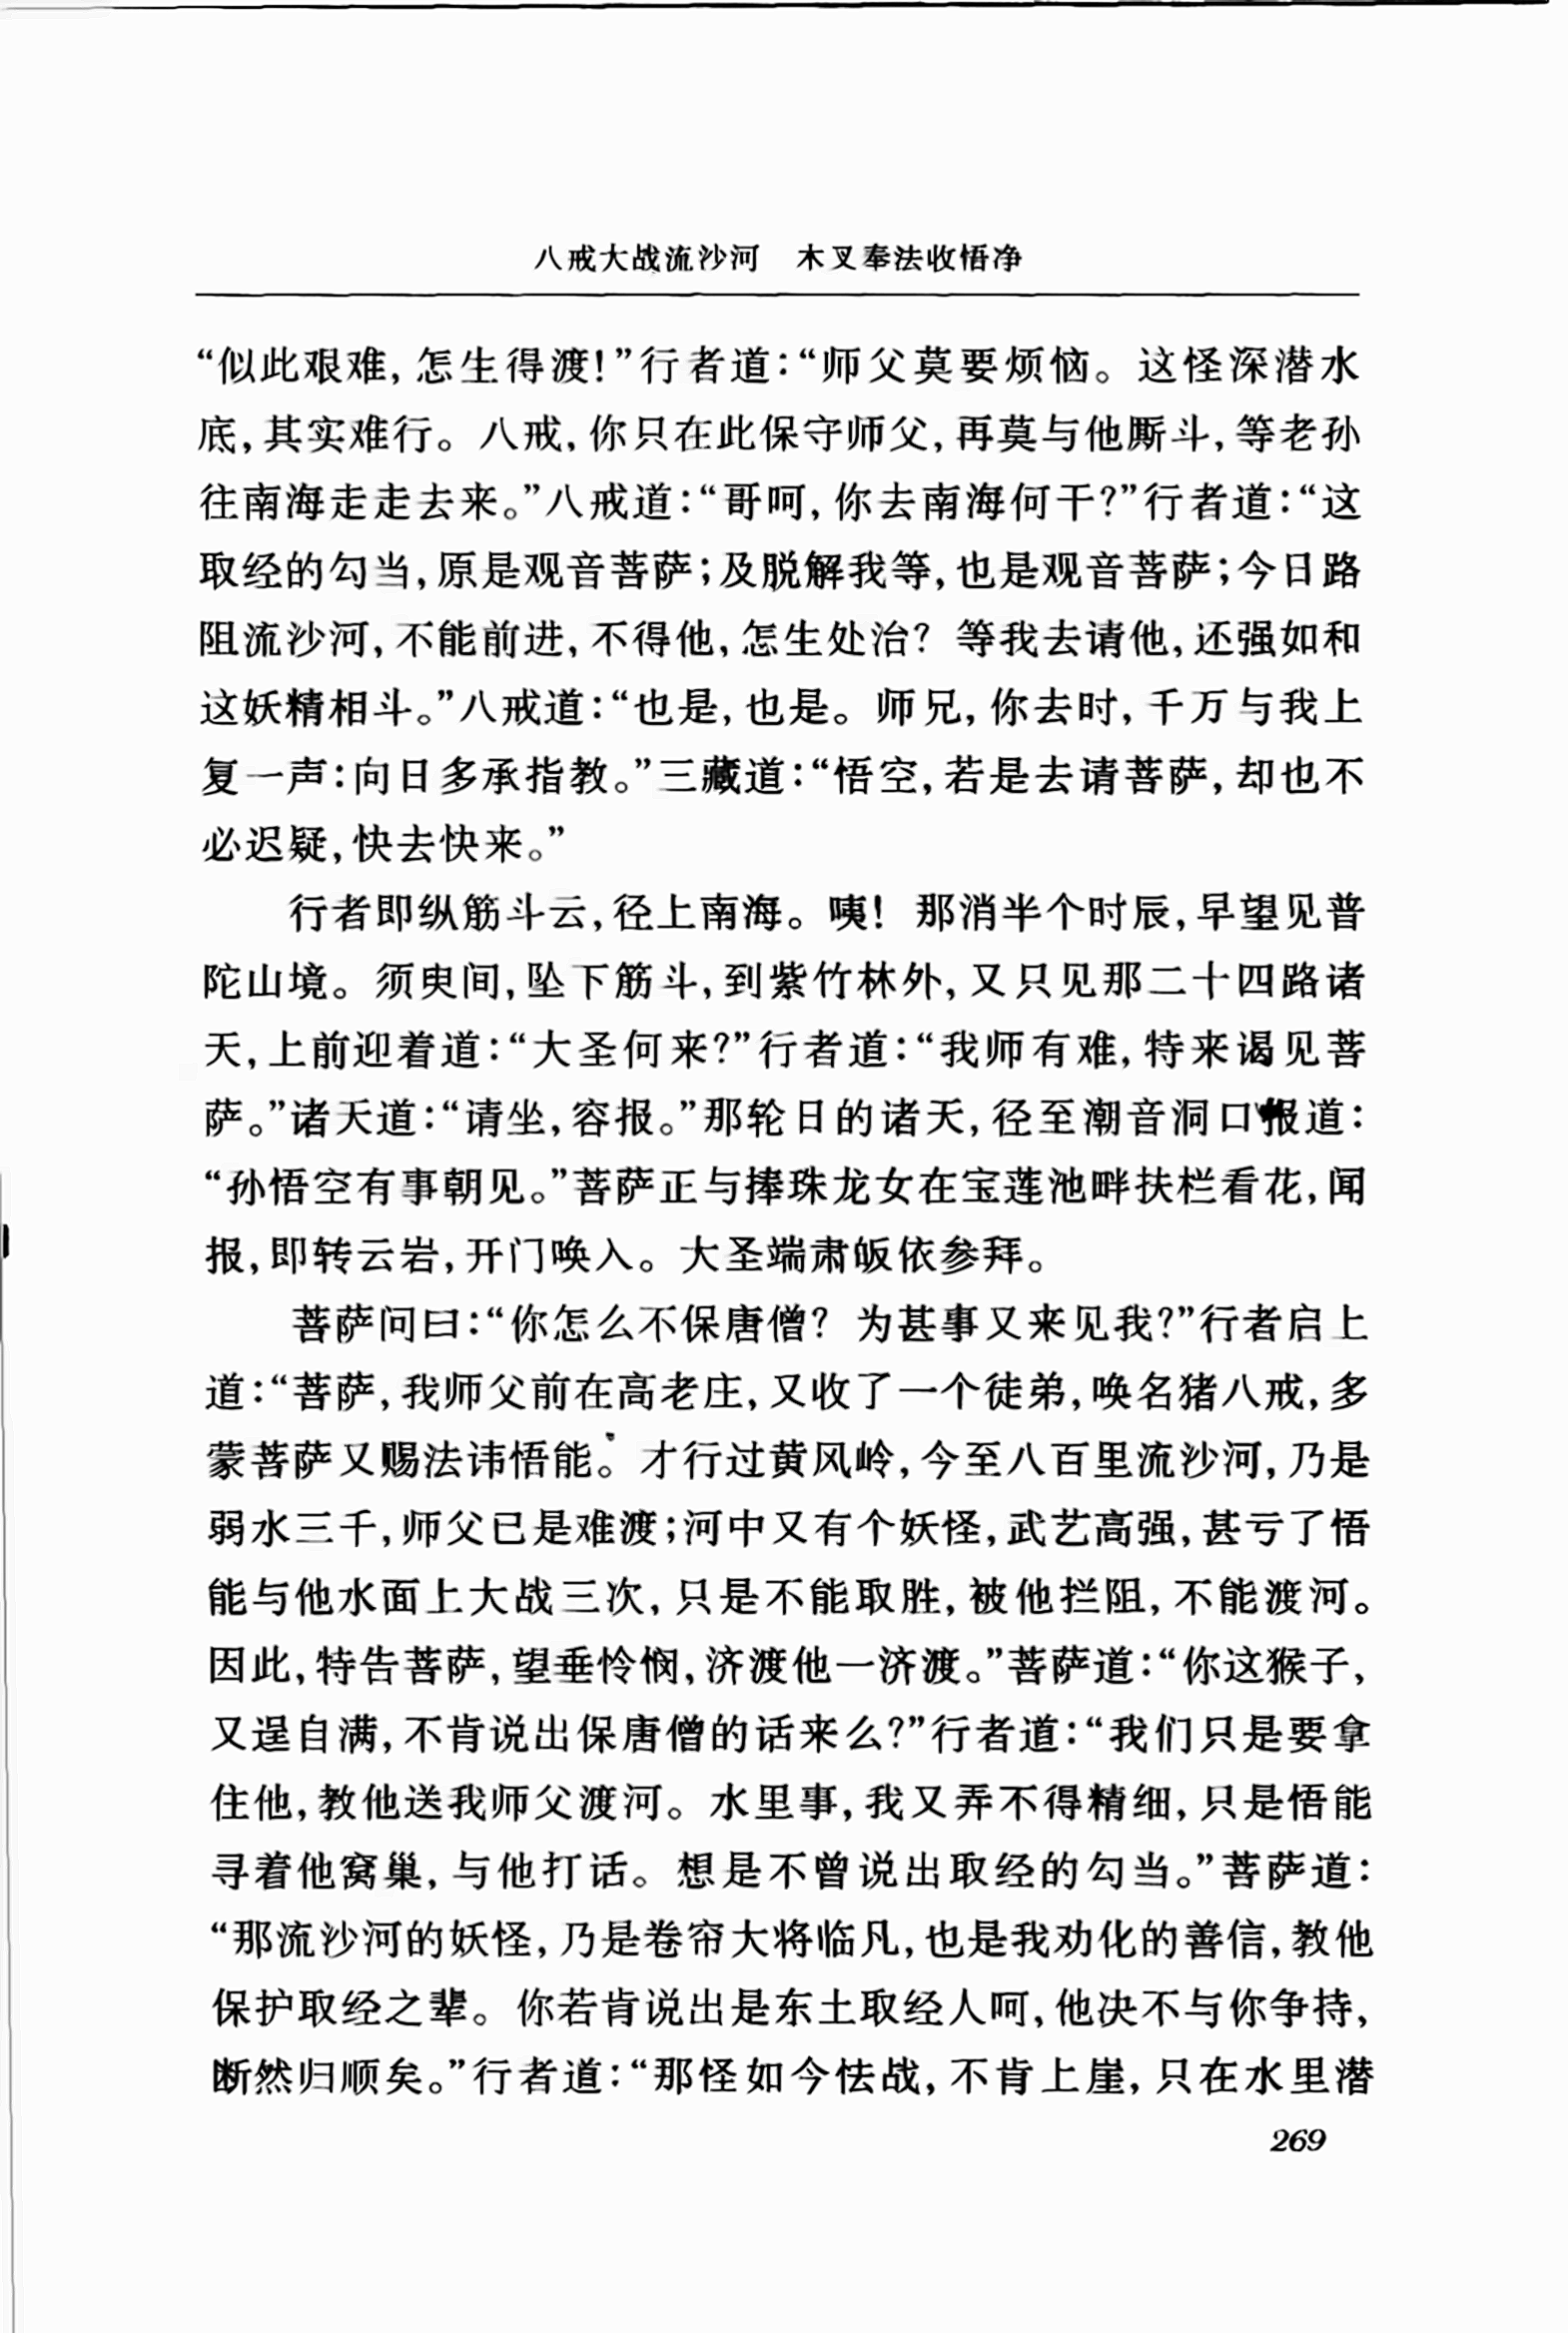 八戒大战流沙河　木叉奉法收悟净
“似此艰难,怎生得渡!”行者道:“师父莫要烦恼。这怪深潜水
底,其实难行。八戒,你只在此保守师父,再莫与他厮斗,等老孙
往南海走走去来。”八戒道:“哥呵,你去南海何干?”行者道:“这
取经的勾当,原是观音菩萨;及脱解我等,也是观音菩萨;今日路
阻流沙河,不能前进,不得他,怎生处治? 等我去请他,还强如和
这妖精相斗。”八戒道:“也是,也是。师兄,你去时,千万与我上
复一声:向日多承指教。”三藏道:“悟空,若是去请菩萨,却也不
必迟疑,快去快来。”
行者即纵筋斗云,径上南海。咦! 那消半个时辰,早望见普
陀山境。须臾间,坠下筋斗,到紫竹林外,又只见那二十四路诸
天,上前迎着道:“大圣何来?”行者道:“我师有难,特来谒见菩
萨。”诸天道:“请坐,容报。”那轮日的诸天,径至潮音洞口报道:
“孙悟空有事朝见。”菩萨正与捧珠龙女在宝莲池畔扶栏看花,闻
报,即转云岩,开门唤入。大圣端肃皈依参拜。
菩萨问曰:“你怎么不保唐僧? 为甚事又来见我?”行者启上
道:“菩萨,我师父前在高老庄,又收了一个徒弟,唤名猪八戒,多
蒙菩萨又赐法讳悟能。才行过黄风岭,今至八百里流沙河,乃是
弱水三千,师父已是难渡;河中又有个妖怪,武艺高强,甚亏了悟
能与他水面上大战三次,只是不能取胜,被他拦阻,不能渡河。
因此,特告菩萨,望垂怜悯,济渡他一济渡。”菩萨道:“你这猴子,
又逞自满,不肯说出保唐僧的话来么?”行者道:“我们只是要拿
住他,教他送我师父渡河。水里事,我又弄不得精细,只是悟能
寻着他窝巢,与他打话。想是不曾说出取经的勾当。”菩萨道:
“那流沙河的妖怪,乃是卷帘大将临凡,也是我劝化的善信,教他
保护取经之辈。你若肯说出是东土取经人呵,他决不与你争持,
断然归顺矣。”行者道:“那怪如今怯战,不肯上崖,只在水里潜
269